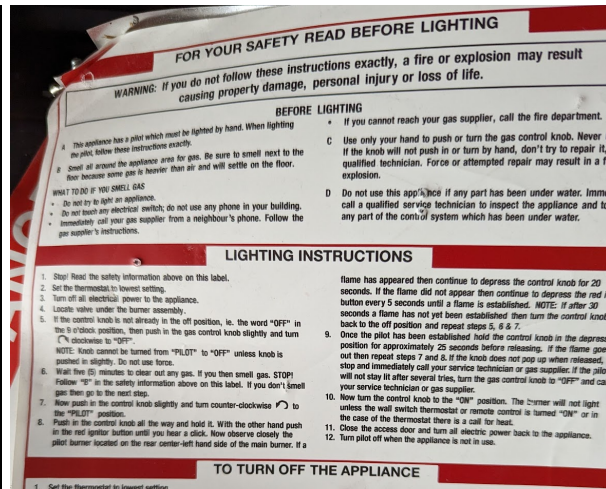 FOR YOUR SAFETY READ BEFORE LIGHTING
WARNING: If you do not follow these instructions exactly, a fire or explosion may result
causing property damage, personal injury or loss of life.
BEFORE LIGHTING
A This appliance has a pilot which must be lighted by hand. When lighting
the pilot, follow these instructions exactly.
B Smell all around the appliance area for gas. Be sure to smell next to the
floor because some gas is heavier than air and will settle on the floor.
WHAT TO DO IF YOU SMELL GAS
• Do not try to light an appliance.
• Do not touch any electrical switch; do not use any phone in your building.
• Immediately call your gas supplier from a neighbour's phone. Follow the
gas supplier's instructions.
• If you cannot reach your gas supplier, call the fire department.
C Use only your hand to push or turn the gas control knob. Never
If the knob will not push in or turn by hand, don't try to repair it,
qualified technician. Force or attempted repair may result in a f
explosion.
D Do not use this appliance if any part has been under water. Imm
call a qualified service technician to inspect the appliance and to
any part of the control system which has been under water.
LIGHTING INSTRUCTIONS
1. Stop! Read the safety information above on this label.
2. Set the thermostat to lowest setting.
3. Turn off all electrical power to the appliance.
4. Locate valve under the burner assembly.
5. If the control knob is not already in the off position, ie. the word "OFF" in
the 9 o'clock position, then push in the gas control knob slightly and turn
clockwise to "OFF".
NOTE: Knob cannot be turned from "PILOT" to "OFF" unless knob is
pushed in slightly. Do not use force.
6. Wait five (5) minutes to clear out any gas. If you then smell gas. STOP!
Follow "B" in the safety information above on this label. If you don't smell
gas then go to the next step.
7. Now push in the control knob slightly and turn counter-clockwise to
the "PILOT" position.
8. Push in the control knob all the way and hold it. With the other hand push
in the red ignitor button until you hear a click. Now observe closely the
pilot burner located on the rear center-left hand side of the main burner. If a
flame has appeared then continue to depress the control knob for 20
seconds. If the flame did not appear then continue to depress the red i
button every 5 seconds until a flame is established. NOTE: If after 30
seconds a flame has not yet been established then turn the control knob
back to the off position and repeat steps 5, 6 & 7.
9. Once the pilot has been established hold the control knob in the depress
position for approximately 25 seconds before releasing. If the flame goe
out then repeat steps 7 and 8. If the knob does not pop up when released,
stop and immediately call your service technician or gas supplier. If the pilo
will not stay lit after several tries, turn the gas control knob to "OFF" and ca
your service technician or gas supplier.
10. Now turn the control knob to the "ON" position. The burner will not light
unless the wall switch thermostat or remote control is turned "ON" or in
the case of the thermostat there is a call for heat.
11. Close the access door and turn all electric power back to the appliance.
12. Turn pilot off when the appliance is not in use.
TO TURN OFF THE APPLIANCE
1. Set the thermostat to lowest setting